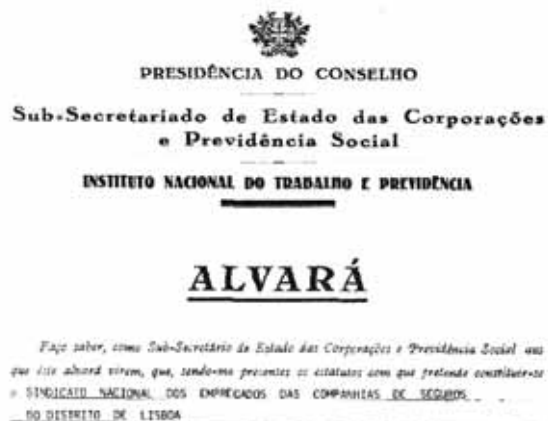 PRESIDÊNCIA DO CONSELHO
Sub-Secretariado de Estado das Corporações
e Previdência Social
INSTITUTO NACIONAL DO TRABALHO E PREVIDÊNCIA
ALVARÁ
Faço saber, como Sub-Secretário de Estado das Corporações e Previdência Social aos
que êste alvará virem, que, sendo-me presentes os estatutos com que pretende constituir-se
o SINDICATO NACIONAL DOS EMPREGADOS DAS COMPANHIAS DE SEGUROS
DO DISTRITO DE LISBOA